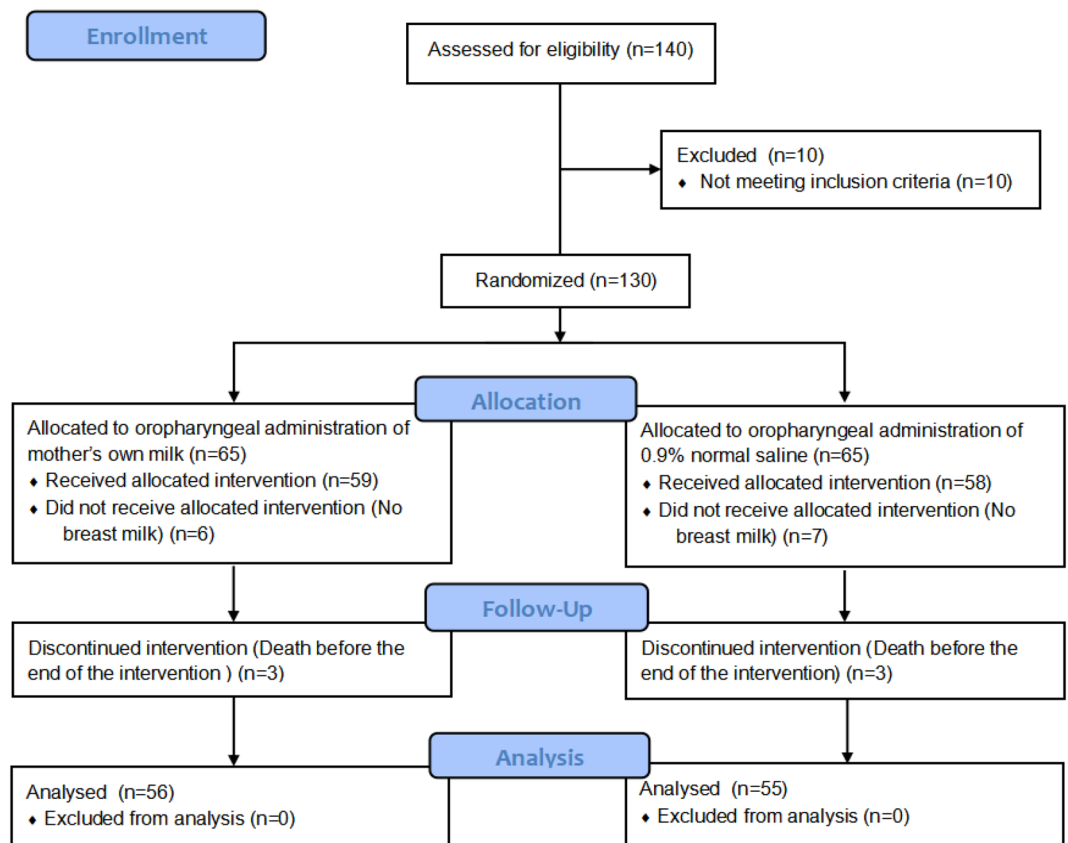 Enrollment
Assessed for eligibility (n=140)
Excluded (n=10)
♦ Not meeting inclusion criteria (n=10)
Randomized (n=130)
Allocation
Allocated to oropharyngeal administration of
mother's own milk (n=65)
♦ Received allocated intervention (n=59)
♦ Did not receive allocated intervention (No
breast milk) (n=6)
Allocated to oropharyngeal administration of
0.9% normal saline (n=65)
♦ Received allocated intervention (n=58)
♦ Did not receive allocated intervention (No
breast milk) (n=7)
Follow-Up
Discontinued intervention (Death before the
end of the intervention ) (n=3)
Discontinued intervention (Death before the
end of the intervention) (n=3)
Analysis
Analysed (n=56)
♦ Excluded from analysis (n=0)
Analysed (n=55)
♦ Excluded from analysis (n=0)